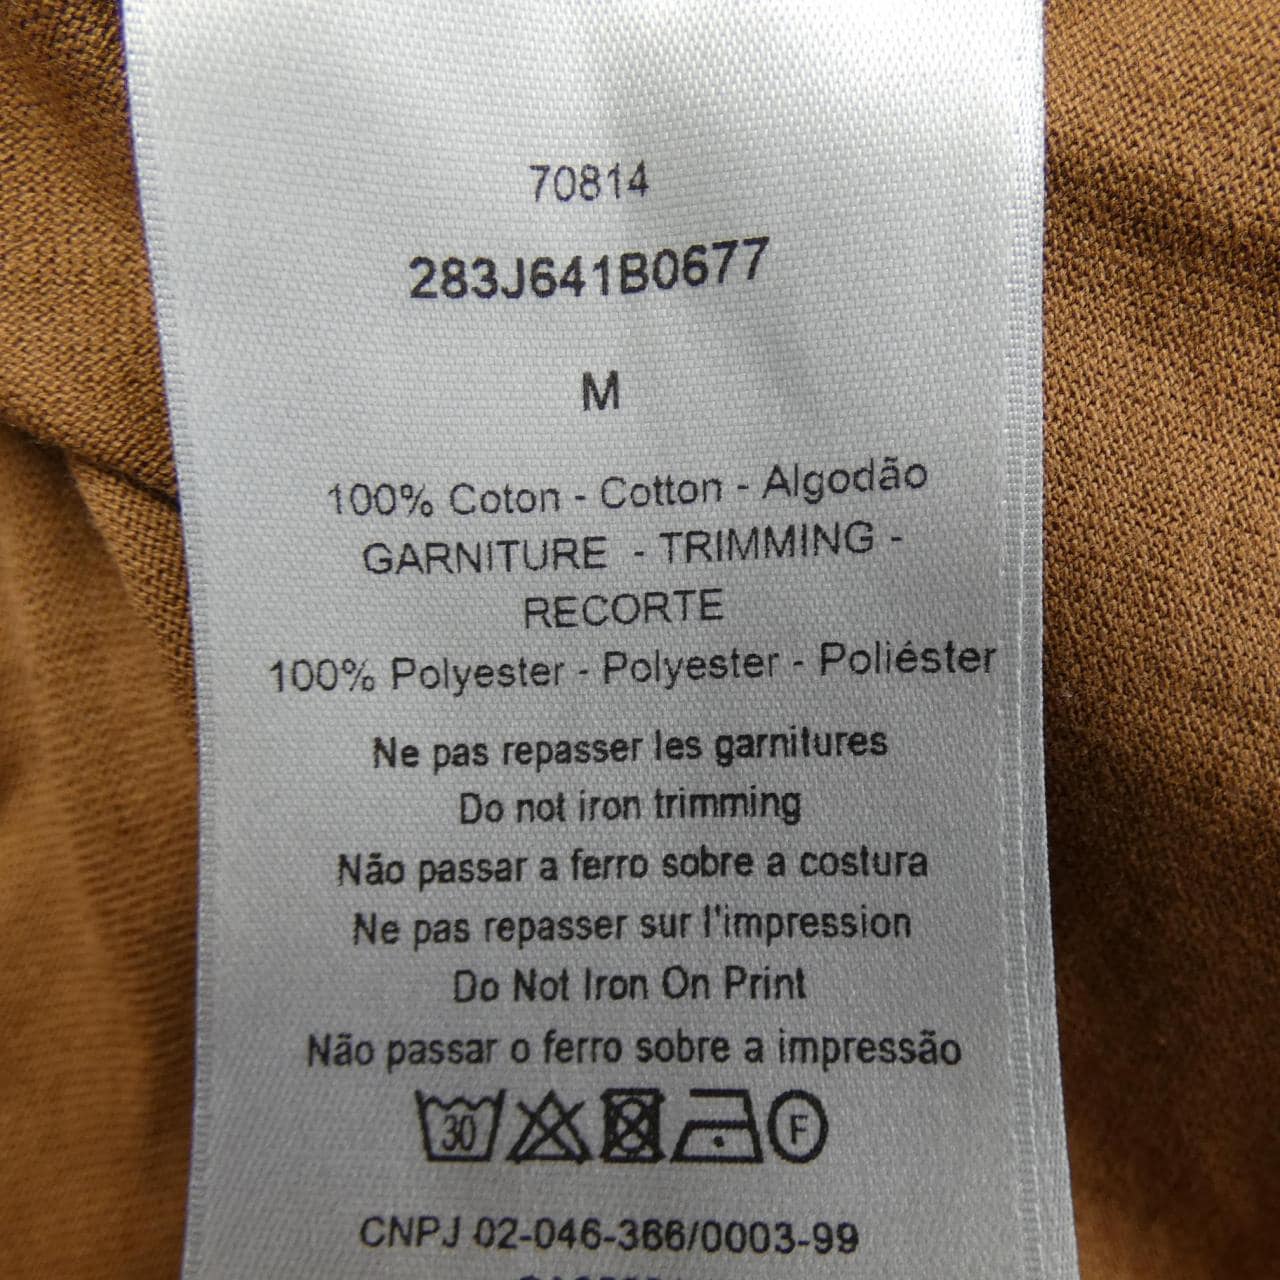 70814
283J641B0677
M
100% Coton - Cotton - Algodão
GARNITURE - TRIMMING -
RECORTE
100% Polyester - Polyester - Poliéster
Ne pas repasser les garnitures
Do not iron trimming
Não passar a ferro sobre a costura
Ne pas repasser sur l'impression
Do Not Iron On Print
Não passar o ferro sobre a impressão
30 F
CNPJ 02-046-366/0003-99